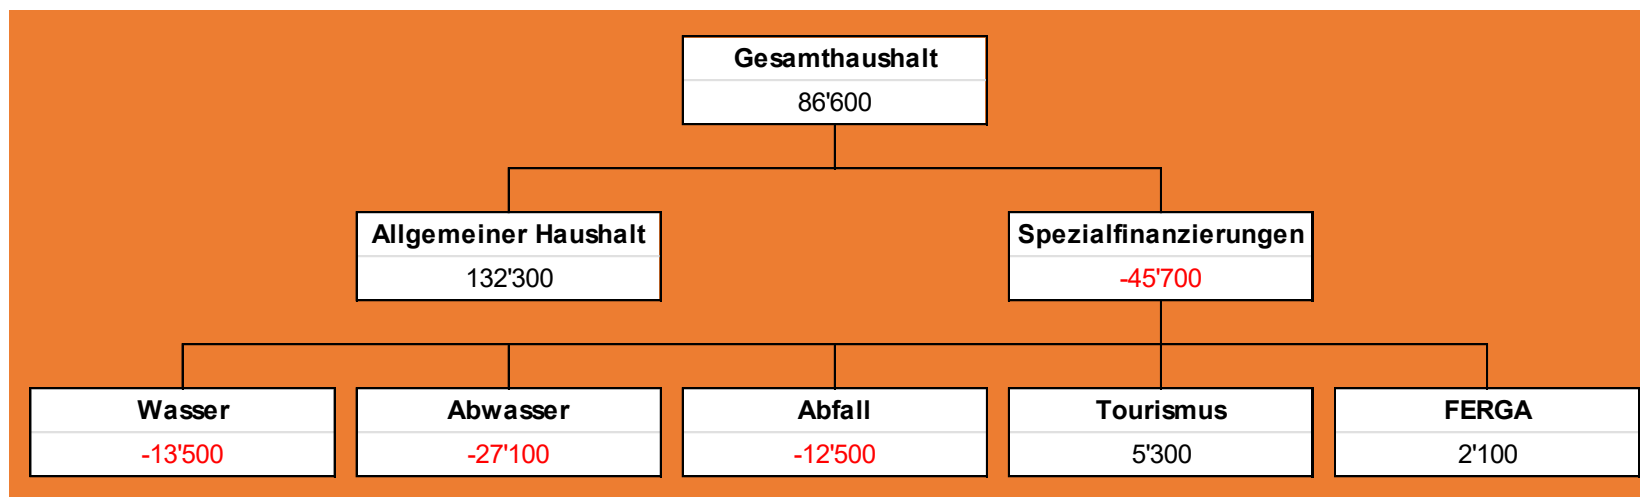 Gesamthaushalt
86'600
Allgemeiner Haushalt
132'300
Spezialfinanzierungen
-45'700
Wasser
-13'500
Abwasser
-27'100
Abfall
-12'500
Tourismus
5'300
FERGA
2'100